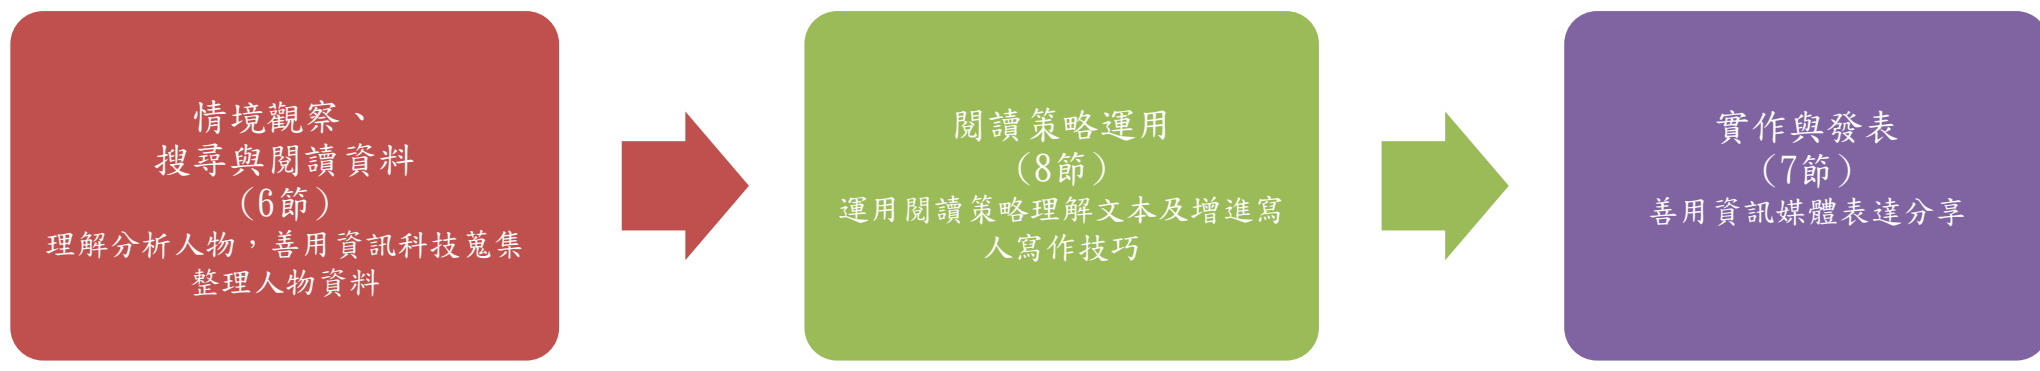 情境觀察、
搜尋與閱讀資料
（6節）
理解分析人物，善用資訊科技蒐集
整理人物資料
閱讀策略運用
（8節）
運用閱讀策略理解文本及增進寫
人寫作技巧
實作與發表
（7節）
善用資訊媒體表達分享